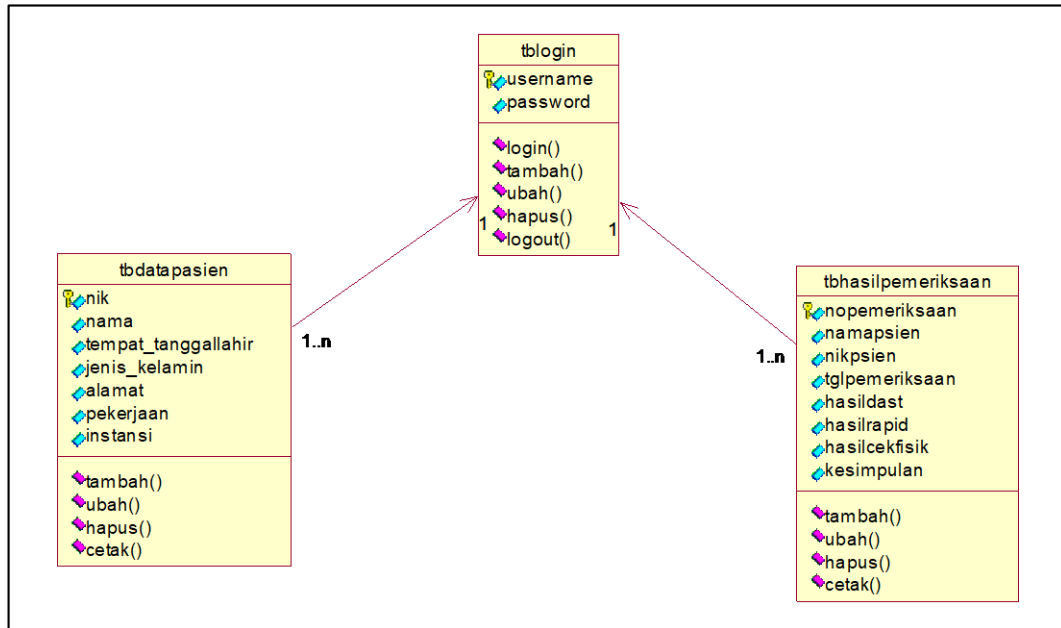 tblogin
username
password
login()
tambah()
ubah()
hapus()
logout()
1
1
tbdatapasien
nik
nama
tempat_tanggallahir
jenis_kelamin
alamat
pekerjaan
instansi
tambah()
ubah()
hapus()
cetak()
1..n
1..n
tbhasilpemeriksaan
nopemeriksaan
namapsien
nikpsien
tglpemeriksaan
hasildast
hasilrapid
hasilcekfisik
kesimpulan
tambah()
ubah()
hapus()
cetak()